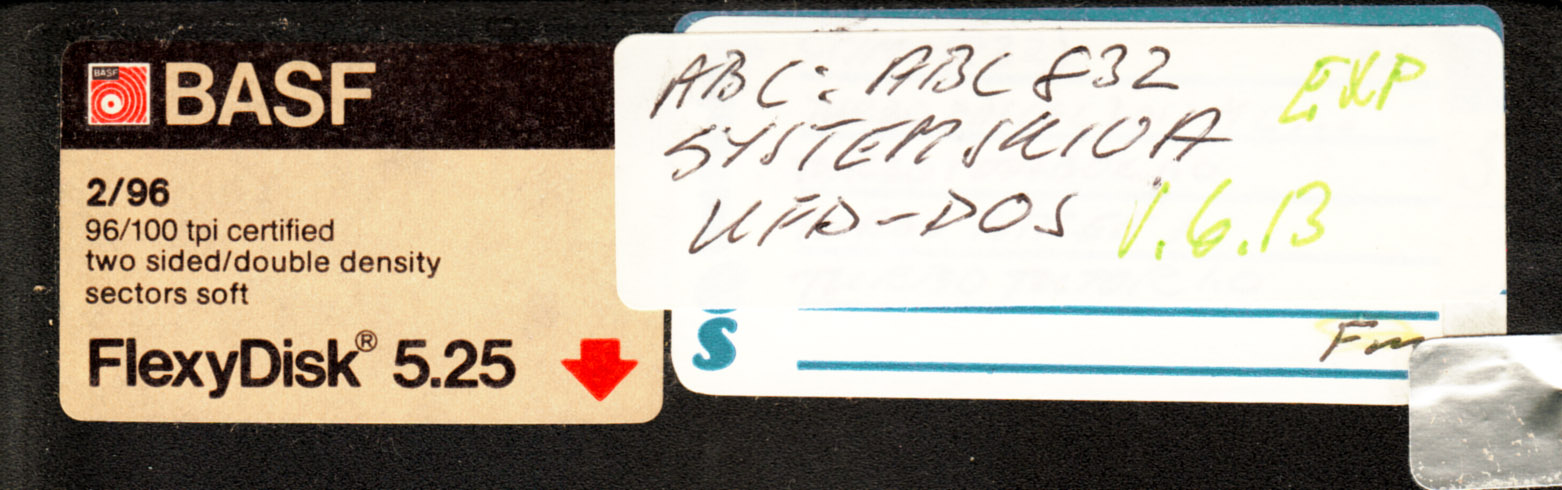 BASF
BASF
2/96
96/100 tpi certified
two sided/double density
sectors soft
FlexyDisk® 5.25
ABC: ABC 832
EXP
SYSTEMSKIVA
UFD-DOS V.6.13
S